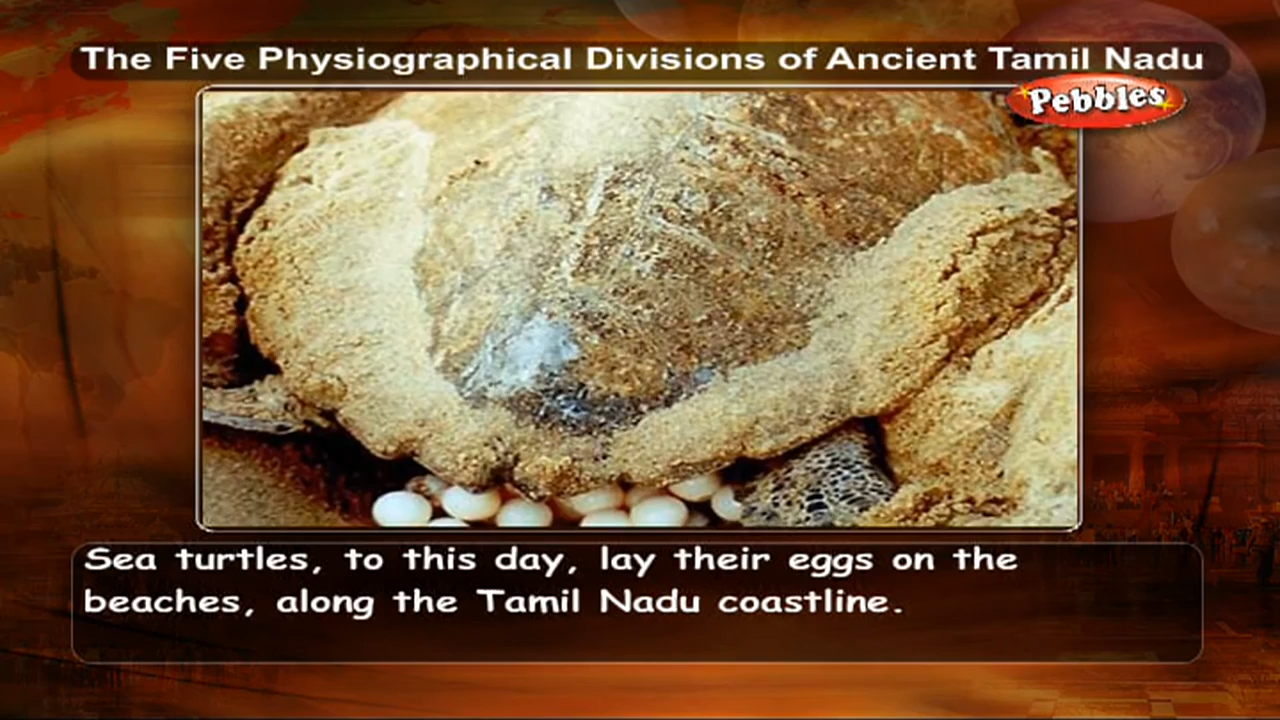 The Five Physiographical Divisions of Ancient Tamil Nadu
Pebbles
Sea turtles, to this day, lay their eggs on the
beaches, along the Tamil Nadu coastline.